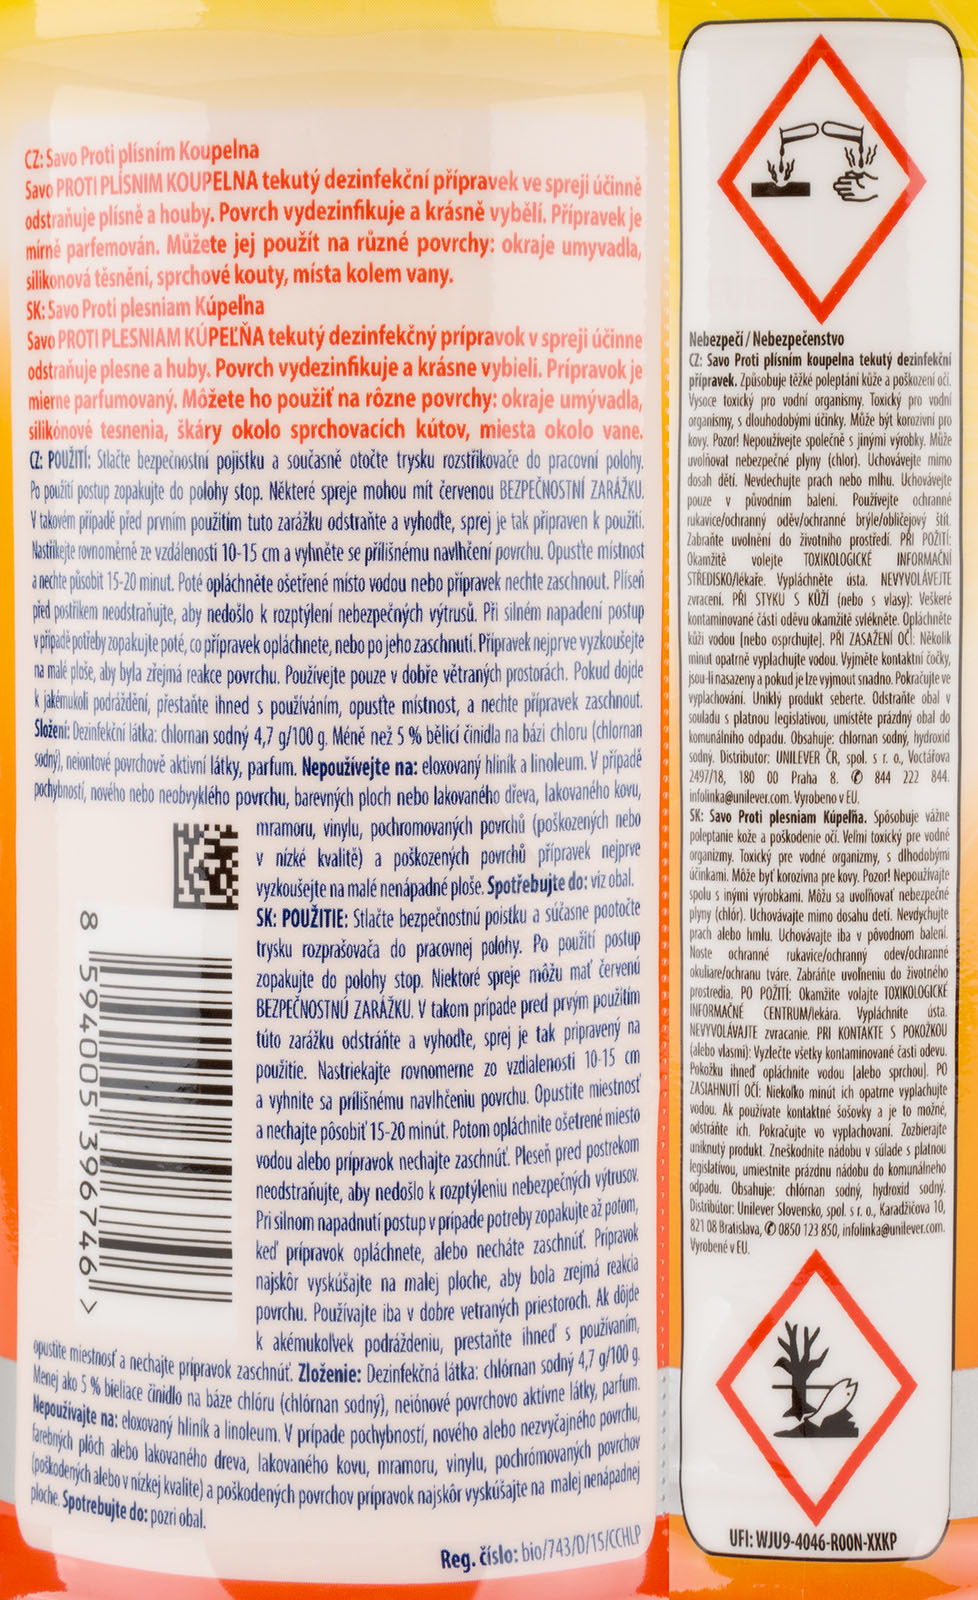 CZ: Savo Proti plísním Koupelna
Savo PROTI PLÍSNIM KOUPELNA tekutý dezinfekční přípravek ve spreji účinně
odstraňuje plísně a houby. Povrch vydezinfikuje a krásně vybělí. Přípravek je
mírně parfemován. Můžete jej použít na různé povrchy: okraje umyvadla,
silikonová těsnění, sprchové kouty, místa kolem vany.
SK: Savo Proti plesniam Kúpeľňa
Savo PROTI PLESNIAM KÚPEĽŇA tekutý dezinfekčný prípravok v spreji účinne
odstraňuje plesne a huby. Povrch vydezinfikuje a krásne vybieli. Prípravok je
mierne parfumovaný. Môžete ho použiť na rôzne povrchy: okraje umývadla,
silikónové tesnenia, škáry okolo sprchovacích kútov, miesta okolo vane.
CZ: POUŽITÍ: Stlačte bezpečnostní pojistku a současně otočte trysku rozstřikovače do pracovní polohy.
Po použití postup zopakujte do polohy stop. Některé spreje mohou mít červenou BEZPEČNOSTNÍ ZARÁŽKU.
V takovém případě před prvním použitím tuto zarážku odstraňte a vyhoďte, sprej je tak připraven k použití.
Nastříkejte rovnoměrně ze vzdálenosti 10-15 cm a vyhněte se přílišnému navlhčení povrchu. Opusťte místnost
a nechte působit 15-20 minut. Poté opláchněte ošetřené místo vodou nebo přípravek nechte zaschnout. Plíseň
před postřikem neodstraňujte, aby nedošlo k rozptýlení nebezpečných výtrusů. Při silném napadení postup
v případě potřeby zopakujte poté, co přípravek opláchnete, nebo po jeho zaschnutí. Přípravek nejprve vyzkoušejte
na malé ploše, aby byla zřejmá reakce povrchu. Používejte pouze v dobře větraných prostorách. Pokud dojde
k jakémukoli podráždění, přestaňte ihned s používáním, opusťte místnost, a nechte přípravek zaschnout.
Složení: Dezinfekční látka: chlornan sodný 4,7 g/100 g. Méně než 5 % bělicí činidla na bázi chloru (chlornan
sodný), neiontové povrchově aktivní látky, parfum. Nepoužívejte na: eloxovaný hliník a linoleum. V případě
pochybností, nového nebo neobvyklého povrchu, barevných ploch nebo lakovaného dřeva, lakovaného kovu,
mramoru, vinylu, pochromovaných povrchů (poškozených nebo
v nízké kvalitě) a poškozených povrchů přípravek nejprve
vyzkoušejte na malé nenápadné ploše. Spotřebujte do: viz obal.
SK: POUŽITIE: Stlačte bezpečnostnú poistku a súčasne pootočte
trysku rozprašovača do pracovnej polohy. Po použití postup
zopakujte do polohy stop. Niektoré spreje môžu mať červenú
BEZPEČNOSTNÚ ZARÁŽKU. V takom prípade pred prvým použitím
túto zarážku odstráňte a vyhoďte, sprej je tak pripravený na
použitie. Nastriekajte rovnomerne zo vzdialenosti 10-15 cm
a vyhnite sa prílišnému navlhčeniu povrchu. Opustite miestnosť
a nechajte pôsobiť 15-20 minút. Potom opláchnite ošetrené miesto
vodou alebo prípravok nechajte zaschnúť. Pleseň pred postrekom
neodstraňujte, aby nedošlo k rozptýleniu nebezpečných výtrusov.
Pri silnom napadnutí postup v prípade potreby zopakujte až potom,
keď prípravok opláchnete, alebo necháte zaschnúť. Prípravok
najskôr vyskúšajte na malej ploche, aby bola zrejmá reakcia
povrchu. Používajte iba v dobre vetraných priestoroch. Ak dôjde
k akémukoľvek podráždeniu, prestaňte ihneď s používaním,
opustite miestnosť a nechajte prípravok zaschnúť. Zloženie: Dezinfekčná látka: chlórnan sodný 4,7 g/100 g.
Menej ako 5 % bieliace činidlo na báze chlóru (chlórnan sodný), neiónové povrchovo aktívne látky, parfum.
Nepoužívajte na: eloxovaný hliník a linoleum. V prípade pochybností, nového alebo nezvyčajného povrchu,
farebných plôch alebo lakovaného dreva, lakovaného kovu, mramoru, vinylu, pochrómovaných povrchov
(poškodených alebo v nízkej kvalite) a poškodených povrchov prípravok najskôr vyskúšajte na malej nenápadnej
ploche. Spotrebujte do: pozri obal.
8 594005 396746 >
Reg. číslo: bio/743/D/15/CCHLP
Nebezpečí / Nebezpečenstvo
CZ: Savo Proti plísním koupelna tekutý dezinfekční
přípravek. Způsobuje těžké poleptání kůže a poškození očí.
Vysoce toxický pro vodní organismy. Toxický pro vodní
organismy, s dlouhodobými účinky. Může být korozivní pro
kovy. Pozor! Nepoužívejte společně s jinými výrobky. Může
uvolňovat nebezpečné plyny (chlor). Uchovávejte mimo
dosah dětí. Nevdechujte prach nebo mlhu. Uchovávejte
pouze v původním balení. Používejte ochranné
rukavice/ochranný oděv/ochranné brýle/obličejový štít.
Zabraňte uvolnění do životního prostředí. PŘI POŽITÍ:
Okamžitě volejte TOXIKOLOGICKÉ INFORMAČNÍ
STŘEDISKO/lékaře. Vypláchněte ústa. NEVYVOLÁVEJTE
zvracení. PŘI STYKU S KŮŽÍ (nebo s vlasy): Veškeré
kontaminované části oděvu okamžitě svlékněte. Opláchněte
kůži vodou [nebo osprchujte]. PŘI ZASAŽENÍ OČÍ: Několik
minut opatrně vyplachujte vodou. Vyjměte kontaktní čočky,
jsou-li nasazeny a pokud je lze vyjmout snadno. Pokračujte ve
vyplachování. Uniklý produkt seberte. Odstraňte obal v
souladu s platnou legislativou, umístěte prázdný obal do
komunálního odpadu. Obsahuje: chlornan sodný, hydroxid
sodný. Distributor: UNILEVER ČR, spol. s r. o., Voctářova
2497/18, 180 00 Praha 8. ✆ 844 222 844.
infolinka@unilever.com. Vyrobeno v EU.
SK: Savo Proti plesniam Kúpeľňa. Spôsobuje vážne
poleptanie kože a poškodenie očí. Veľmi toxický pre vodné
organizmy. Toxický pre vodné organizmy, s dlhodobými
účinkami. Môže byť korozívna pre kovy. Pozor! Nepoužívajte
spolu s inými výrobkami. Môžu sa uvoľňovať nebezpečné
plyny (chlór). Uchovávajte mimo dosahu detí. Nevdychujte
prach alebo hmlu. Uchovávajte iba v pôvodnom balení.
Noste ochranné rukavice/ochranný odev/ochranné
okuliare/ochranu tváre. Zabráňte uvoľneniu do životného
prostredia. PO POŽITÍ: Okamžite volajte TOXIKOLOGICKÉ
INFORMAČNÉ CENTRUM/lekára. Vypláchnite ústa.
NEVYVOLÁVAJTE zvracanie. PRI KONTAKTE S POKOŽKOU
(alebo vlasmi): Vyzlečte všetky kontaminované časti odevu.
Pokožku ihneď opláchnite vodou [alebo sprchou]. PO
ZASIAHNUTÍ OČÍ: Niekoľko minút ich opatrne vyplachujte
vodou. Ak používate kontaktné šošovky a je to možné,
odstráňte ich. Pokračujte vo vyplachovaní. Zozbierajte
uniknutý produkt. Zneškodnite nádobu v súlade s platnou
legislatívou, umiestnite prázdnu nádobu do komunálneho
odpadu. Obsahuje: chlórnan sodný, hydroxid sodný.
Distribútor: Unilever Slovensko, spol. s r. o., Karadžičova 10,
821 08 Bratislava, ✆ 0850 123 850, infolinka@unilever.com.
Vyrobené v EU.
UFI: WJU9-4046-R00N-XXKP